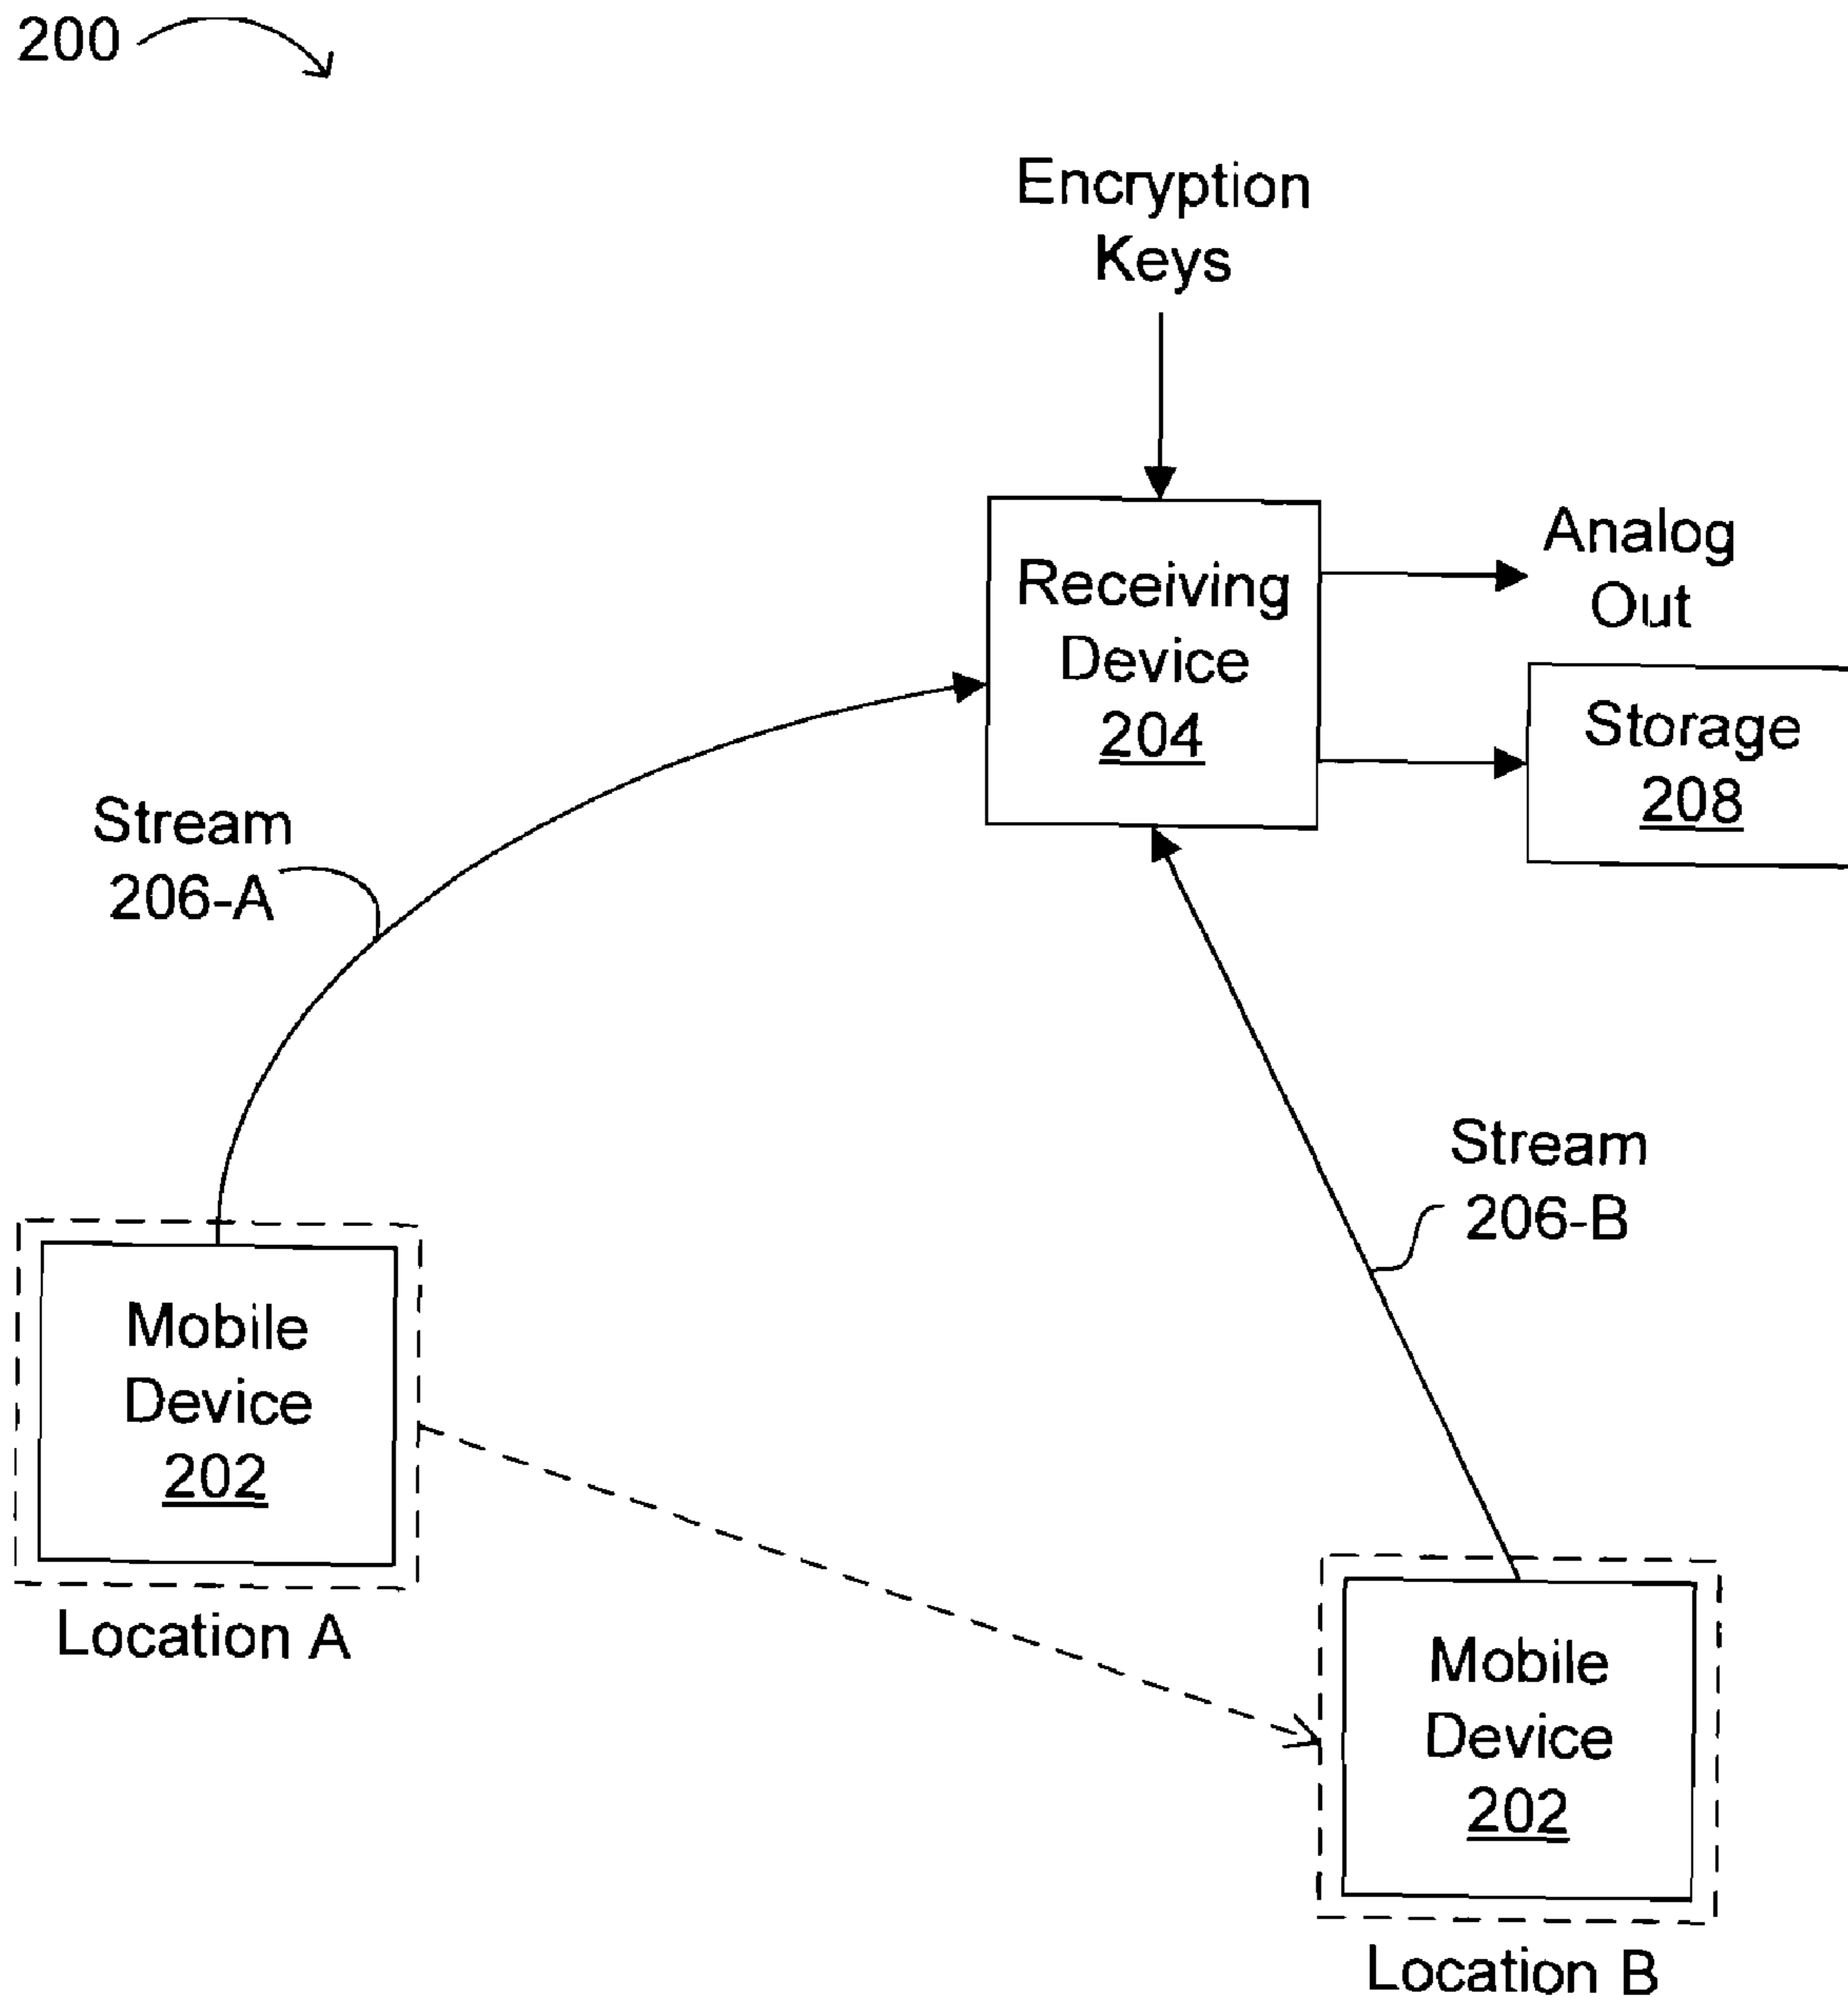 200
Encryption
Keys
Receiving
Device
204
Analog
Out
Storage
208
Stream
206-A
Stream
206-B
Mobile
Device
202
Location A
Mobile
Device
202
Location B